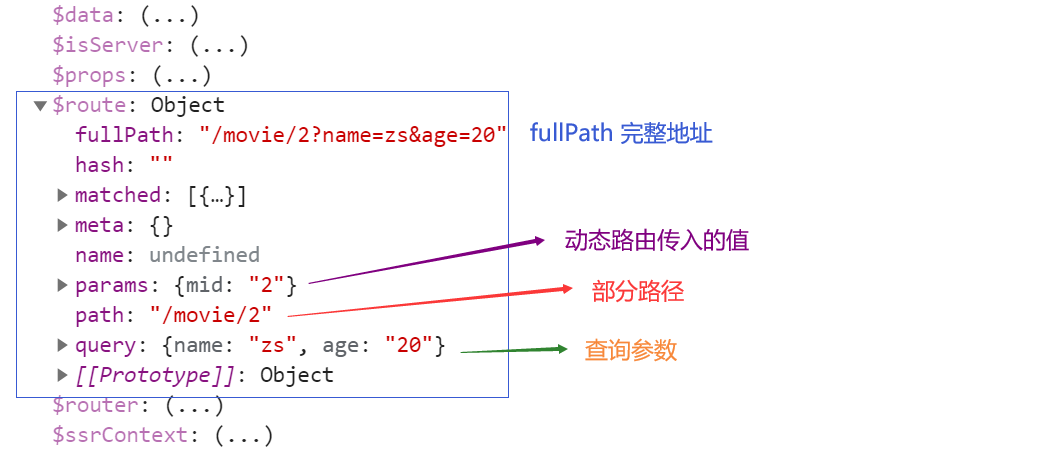 $data: (...)
$isServer: (...)
$props: (...)
▼$route: Object
fullPath: "/movie/2?name=zs&age=20" fullPath 完整地址
hash: ""
▶matched: [{…}]
▶meta: {}
name: undefined 动态路由传入的值
▶params: {mid: "2"} 部分路径
path: "/movie/2"
▶query: {name: "zs", age: "20"} 查询参数
▶[[Prototype]]: Object
$router: (...)
$ssrContext: (...)